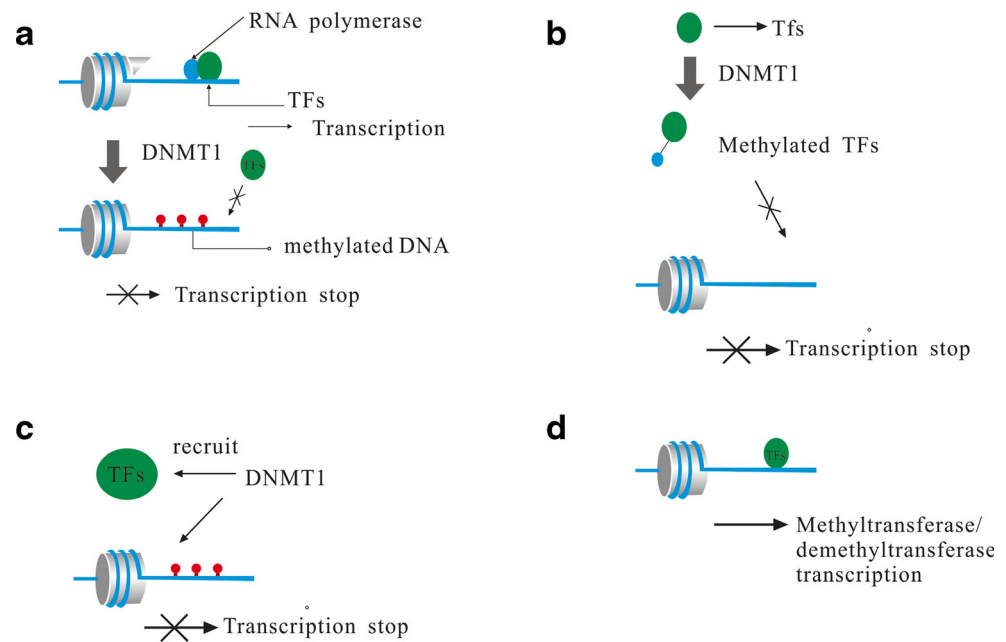 a
RNA polymerase
TFs
Transcription
DNMT1
TFs
methylated DNA
Transcription stop
b
Tfs
DNMT1
Methylated TFs
Transcription stop
c
recruit
TFs
DNMT1
Transcription stop
d
TFs
Methyltransferase/
demethyltransferase
transcription